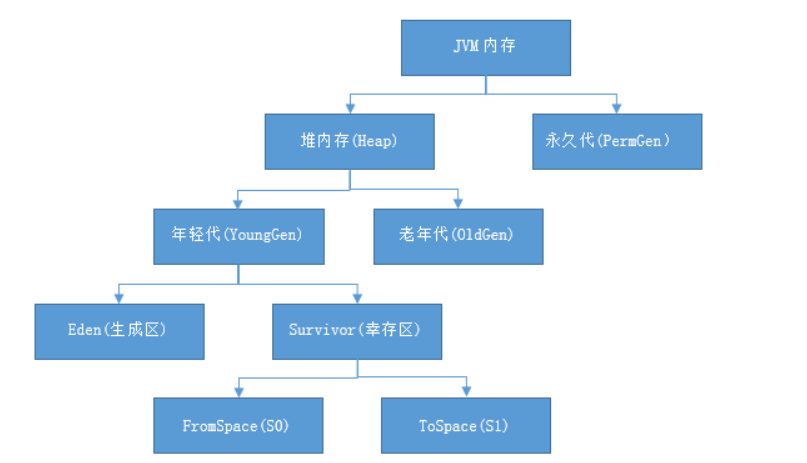 JVM 内存
堆内存(Heap)
永久代(PermGen）
年轻代(YoungGen)
老年代(OldGen)
Eden(生成区)
Survivor(幸存区)
FromSpace(S0)
ToSpace(S1)